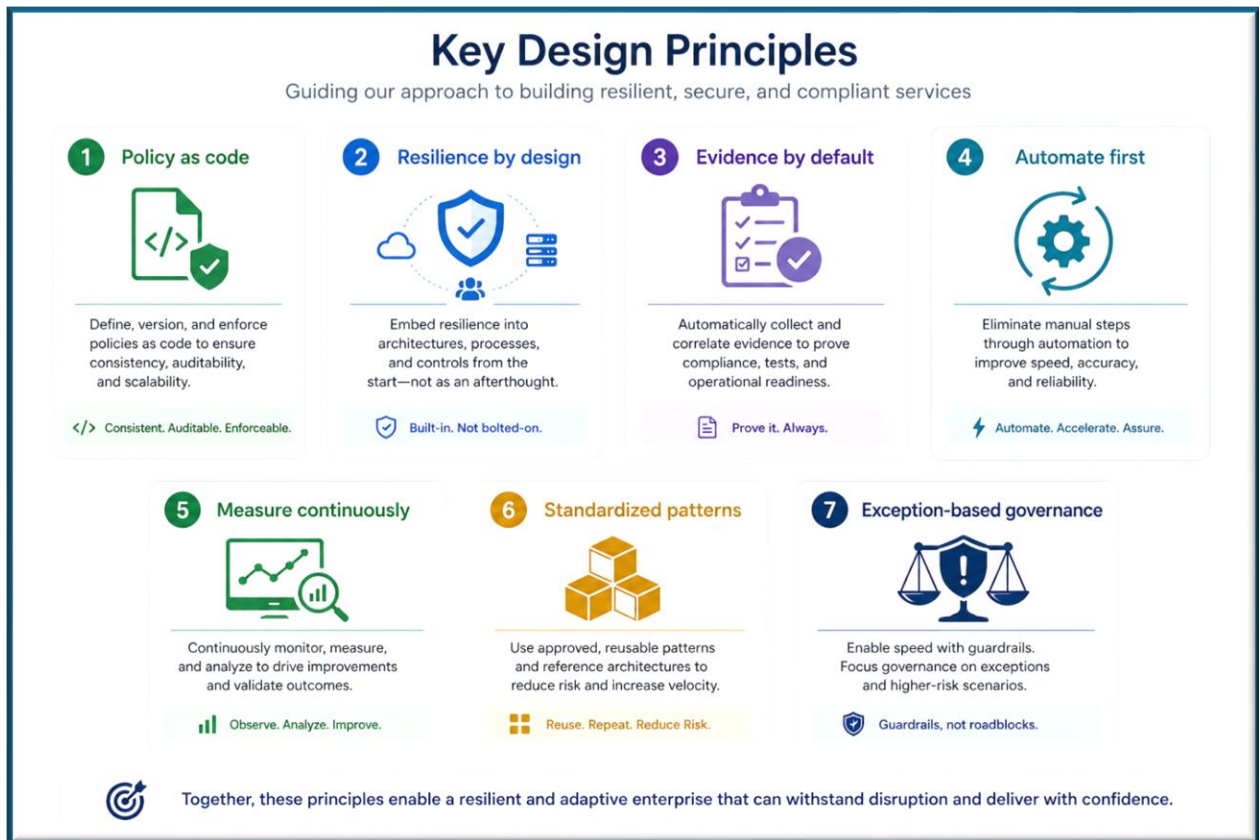 Key Design Principles
Guiding our approach to building resilient, secure, and compliant services
1 Policy as code
</>
Define, version, and enforce
policies as code to ensure
consistency, auditability,
and scalability.
</> Consistent. Auditable. Enforceable.
2 Resilience by design
Embed resilience into
architectures, processes,
and controls from the
start—not as an afterthought.
Built-in. Not bolted-on.
3 Evidence by default
Automatically collect and
correlate evidence to prove
compliance, tests, and
operational readiness.
Prove it. Always.
4 Automate first
Eliminate manual steps
through automation to
improve speed, accuracy,
and reliability.
Automate. Accelerate. Assure.
5 Measure continuously
Continuously monitor, measure,
and analyze to drive improvements
and validate outcomes.
Observe. Analyze. Improve.
6 Standardized patterns
Use approved, reusable patterns
and reference architectures to
reduce risk and increase velocity.
Reuse. Repeat. Reduce Risk.
7 Exception-based governance
!
Enable speed with guardrails.
Focus governance on exceptions
and higher-risk scenarios.
Guardrails, not roadblocks.
Together, these principles enable a resilient and adaptive enterprise that can withstand disruption and deliver with confidence.